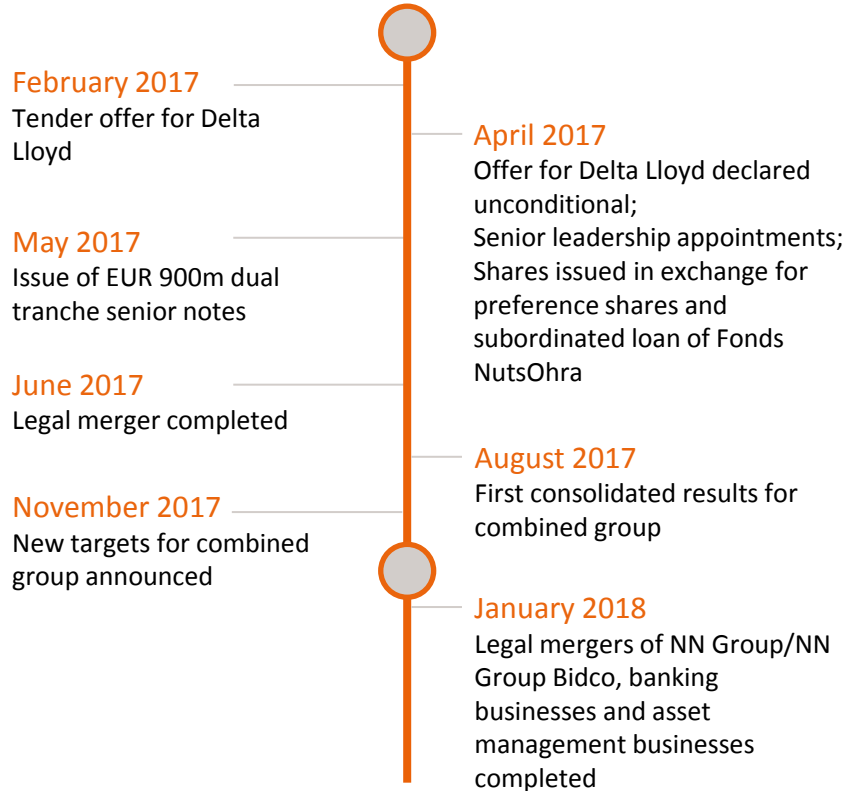 February 2017
Tender offer for Delta
Lloyd
April 2017
Offer for Delta Lloyd declared
unconditional;
Senior leadership appointments;
Shares issued in exchange for
preference shares and
subordinated loan of Fonds
NutsOhra
May 2017
Issue of EUR 900m dual
tranche senior notes
June 2017
Legal merger completed
August 2017
First consolidated results for
combined group
November 2017
New targets for combined
group announced
January 2018
Legal mergers of NN Group/NN
Group Bidco, banking
businesses and asset
management businesses
completed